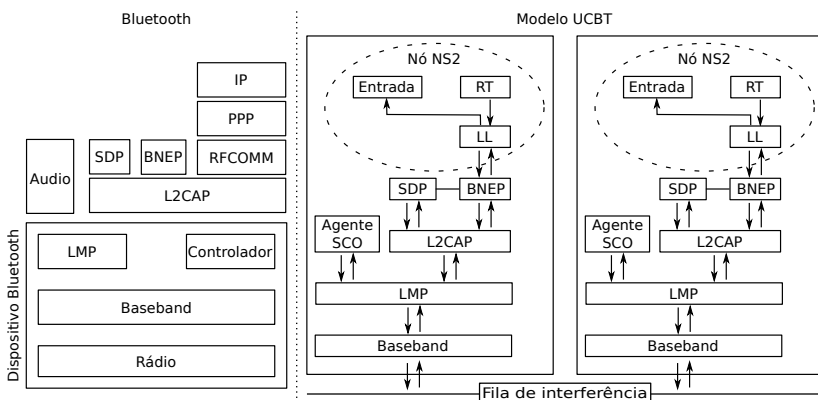 Bluetooth
Modelo UCBT
IP
PPP
SDP
BNEP
RFCOMM
Audio
L2CAP
Dispositivo Bluetooth
LMP
Controlador
Baseband
Rádio
Nó NS2
Entrada
RT
LL
SDP
BNEP
Agente
SCO
L2CAP
LMP
Baseband
Nó NS2
Entrada
RT
LL
SDP
BNEP
Agente
SCO
L2CAP
LMP
Baseband
Fila de interferência